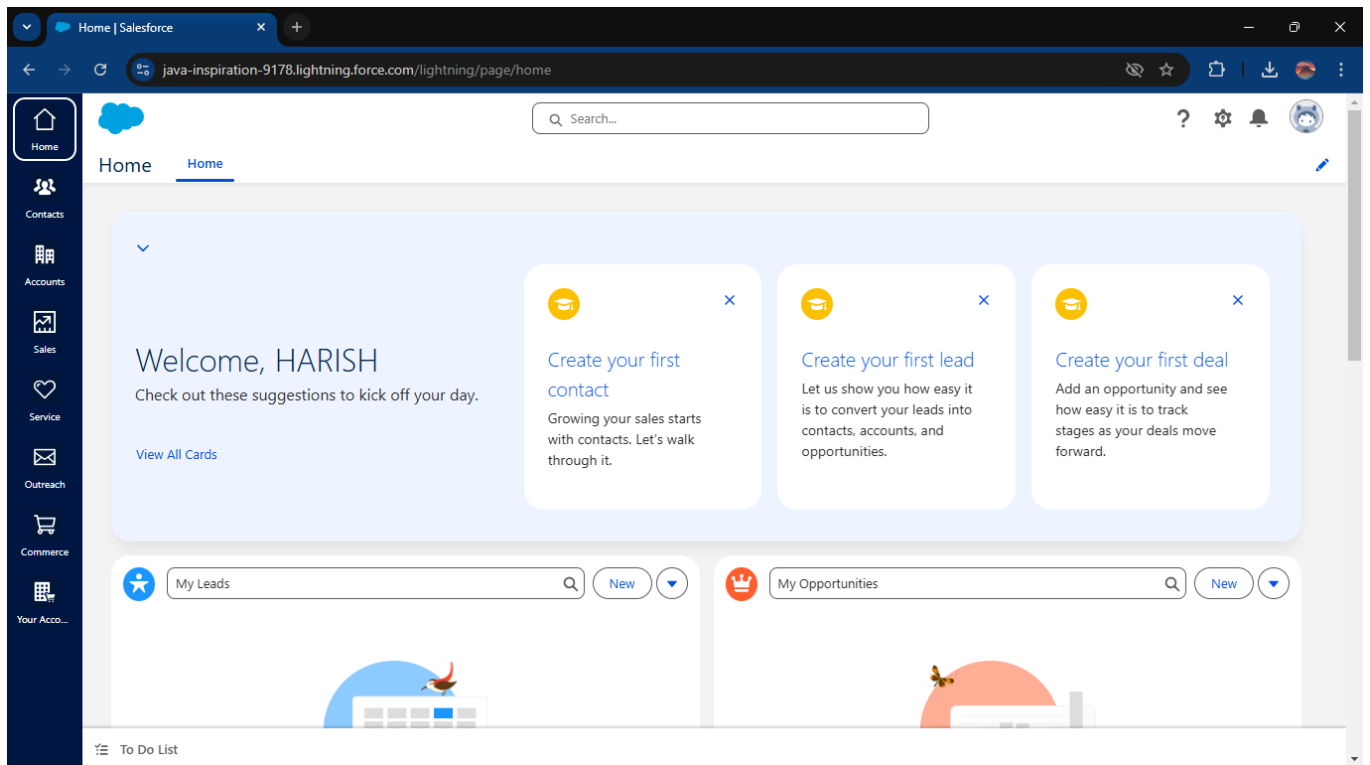 Home | Salesforce
java-inspiration-9178.lightning.force.com/lightning/page/home
Home
Contacts
Accounts
Sales
Service
Outreach
Commerce
Your Acco...
Search...
?
Home
Home
Welcome, HARISH
Check out these suggestions to kick off your day.
View All Cards
Create your first
contact
Growing your sales starts
with contacts. Let's walk
through it.
Create your first lead
Let us show you how easy it
is to convert your leads into
contacts, accounts, and
opportunities.
Create your first deal
Add an opportunity and see
how easy it is to track
stages as your deals move
forward.
My Leads
New
My Opportunities
New
To Do List